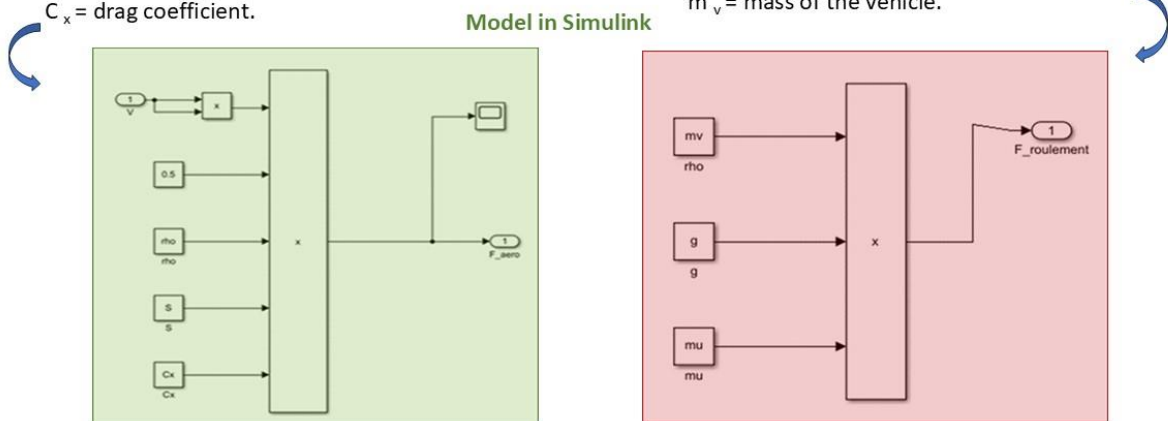 C x = drag coefficient.
m v = mass of the vehicle.
Model in Simulink
1
V
x
0.5
rho
rho
S
S
Cx
Cx
x
1
F_aero
mv
rho
g
g
mu
mu
x
1
F_roulement